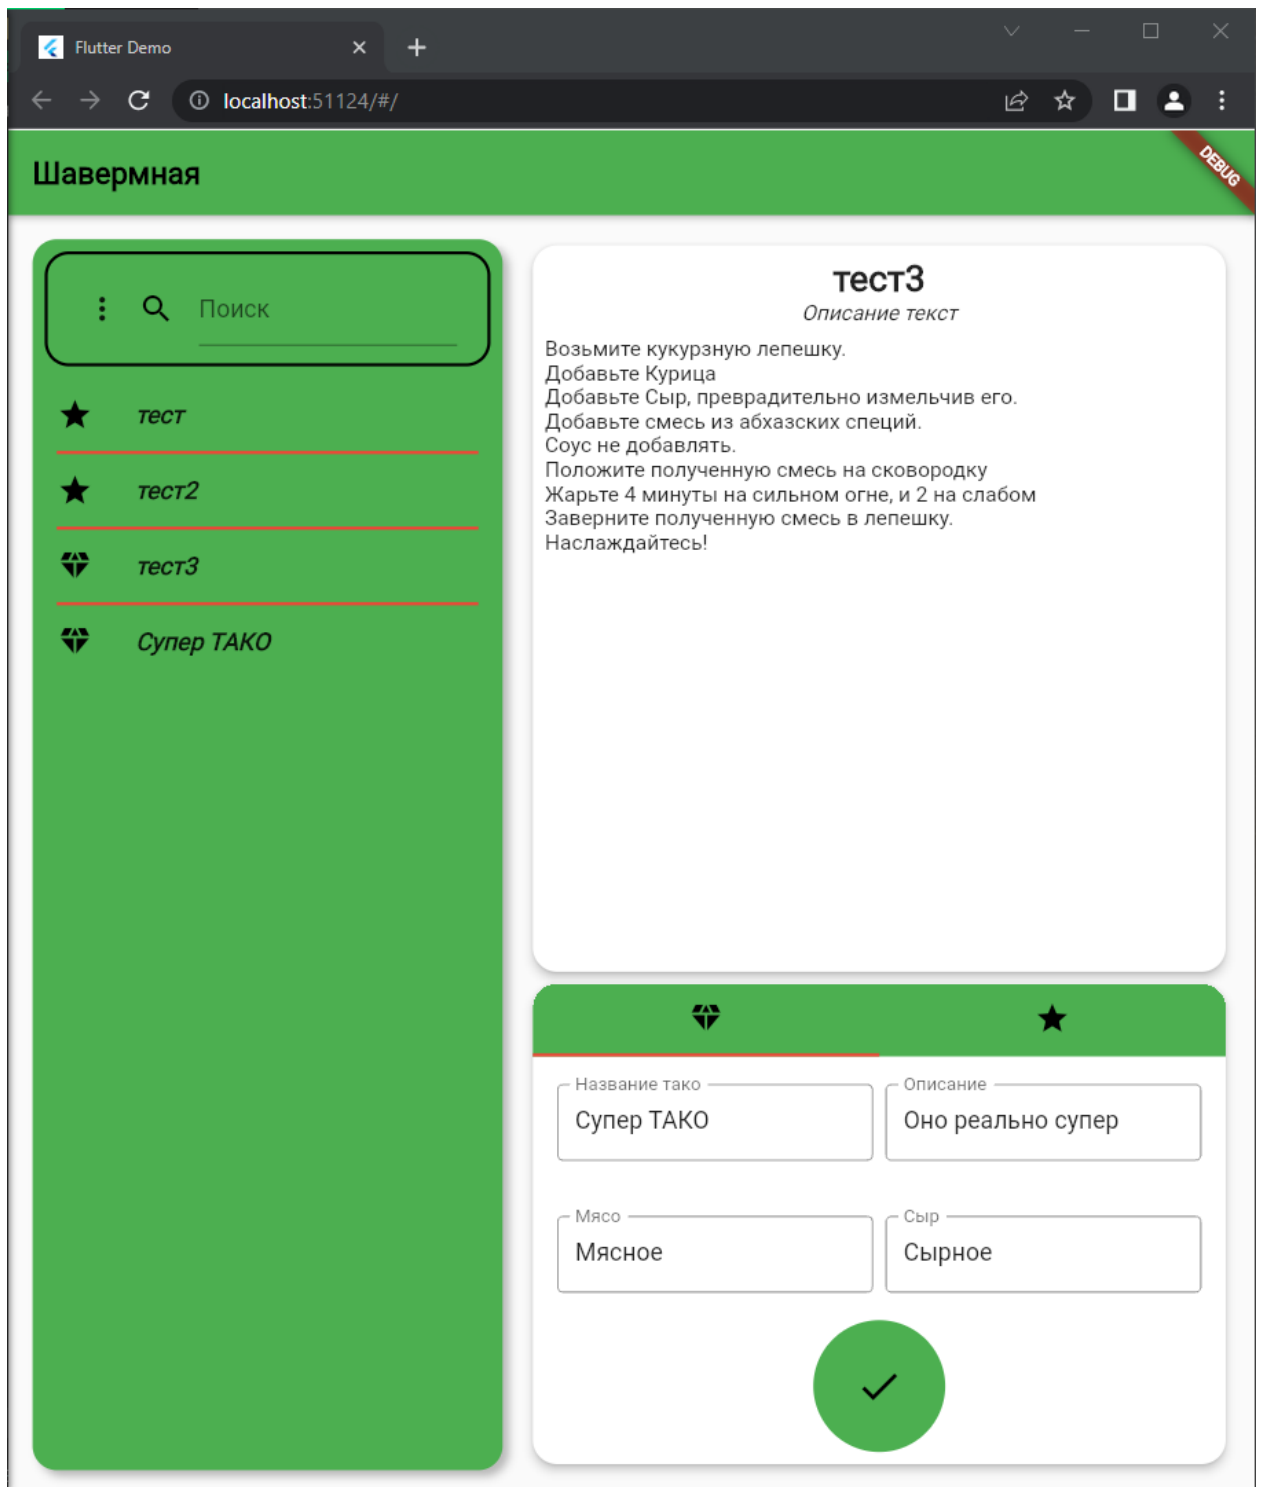 Flutter Demo
localhost:51124/#/
Шавермная
DEBUG
Поиск
тест
тест2
тест3
Супер ТАКО
тест3
Описание текст
Возьмите кукурзную лепешку.
Добавьте Курица
Добавьте Сыр, преврадительно измельчив его.
Добавьте смесь из абхазских специй.
Соус не добавлять.
Положите полученную смесь на сковородку
Жарьте 4 минуты на сильном огне, и 2 на слабом
Заверните полученную смесь в лепешку.
Наслаждайтесь!
Название тако
Супер ТАКО
Описание
Оно реально супер
Мясо
Мясное
Сыр
Сырное